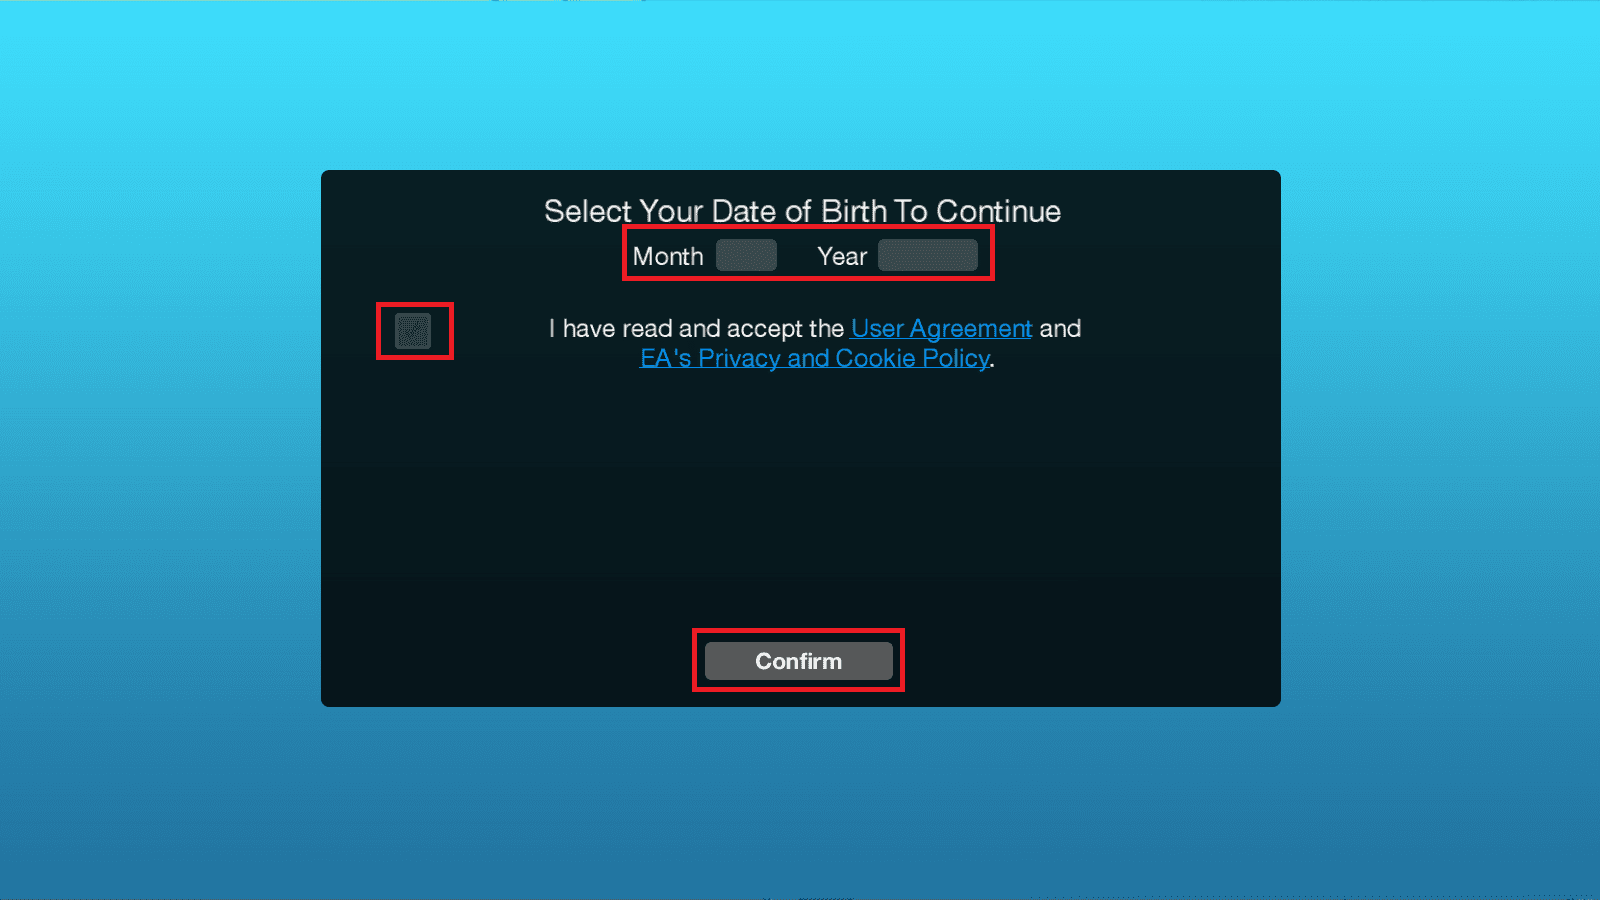 Select Your Date of Birth To Continue
Month Year
I have read and accept the User Agreement and
EA's Privacy and Cookie Policy.
Confirm